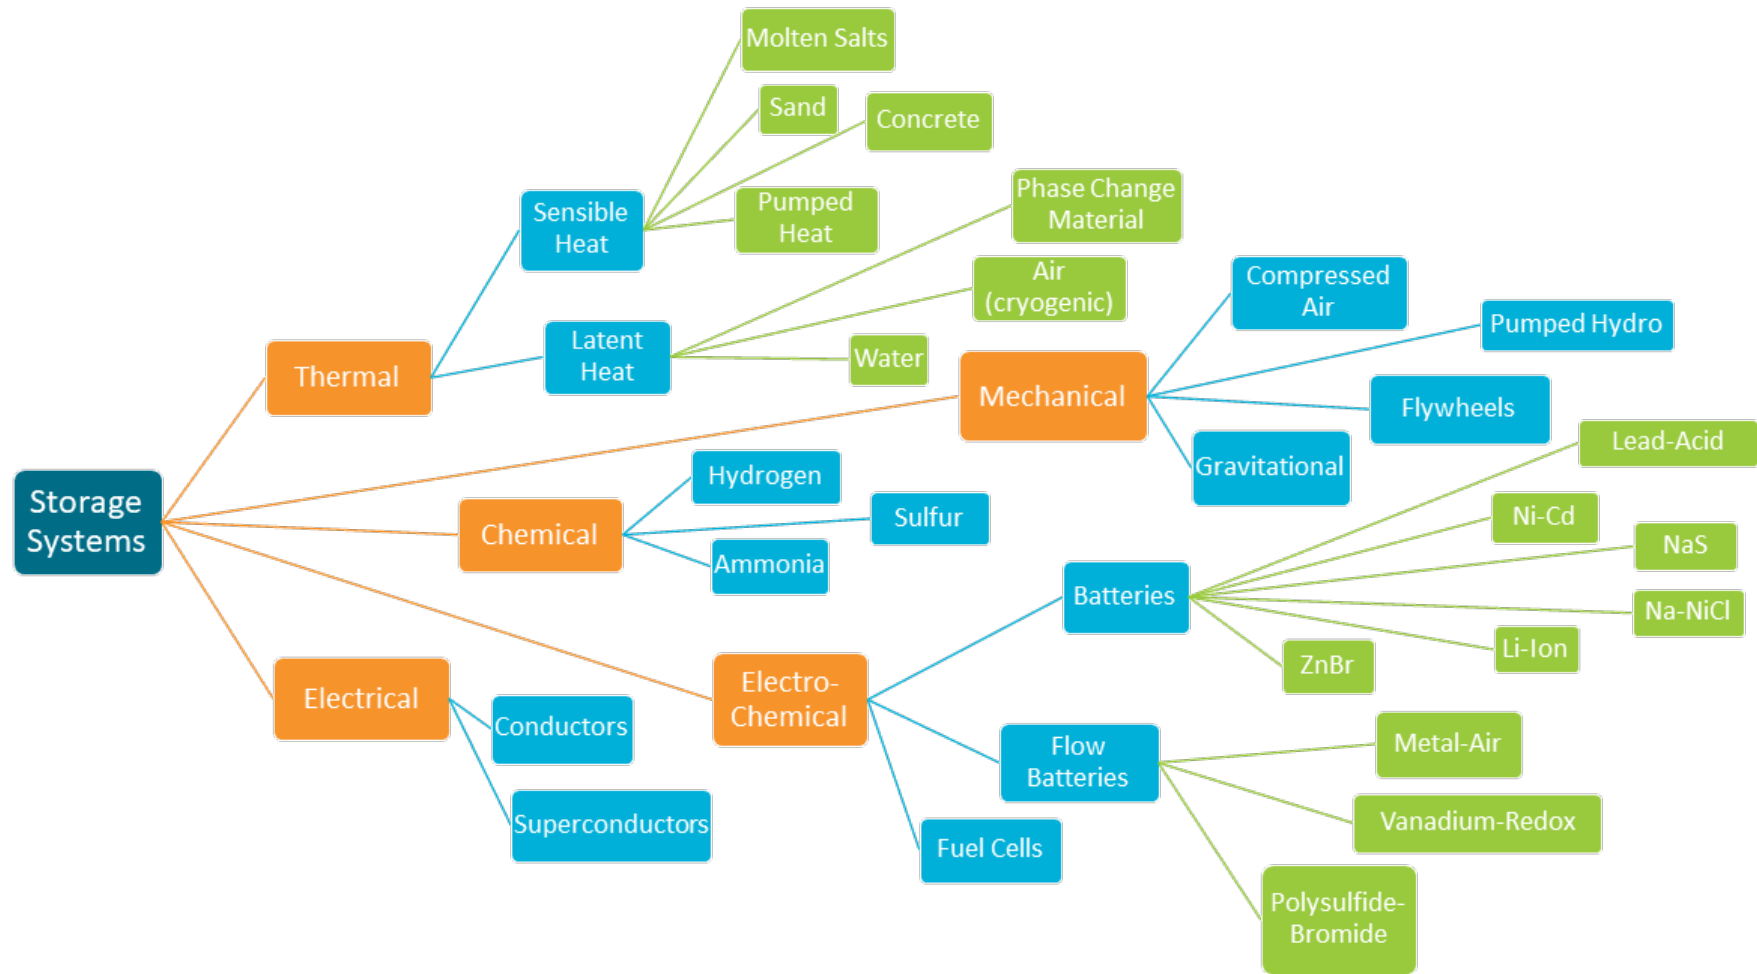 Molten Salts
Sand
Concrete
Sensible
Heat
Pumped
Heat
Phase Change
Material
Air
(cryogenic)
Latent
Heat
Water
Thermal
Mechanical
Compressed
Air
Pumped Hydro
Flywheels
Gravitational
Storage
Systems
Chemical
Hydrogen
Sulfur
Ammonia
Lead-Acid
Ni-Cd
NaS
Batteries
Na-NiCl
Li-Ion
ZnBr
Electrical
Conductors
Superconductors
Electro-
Chemical
Flow
Batteries
Metal-Air
Vanadium-Redox
Fuel Cells
Polysulfide-
Bromide